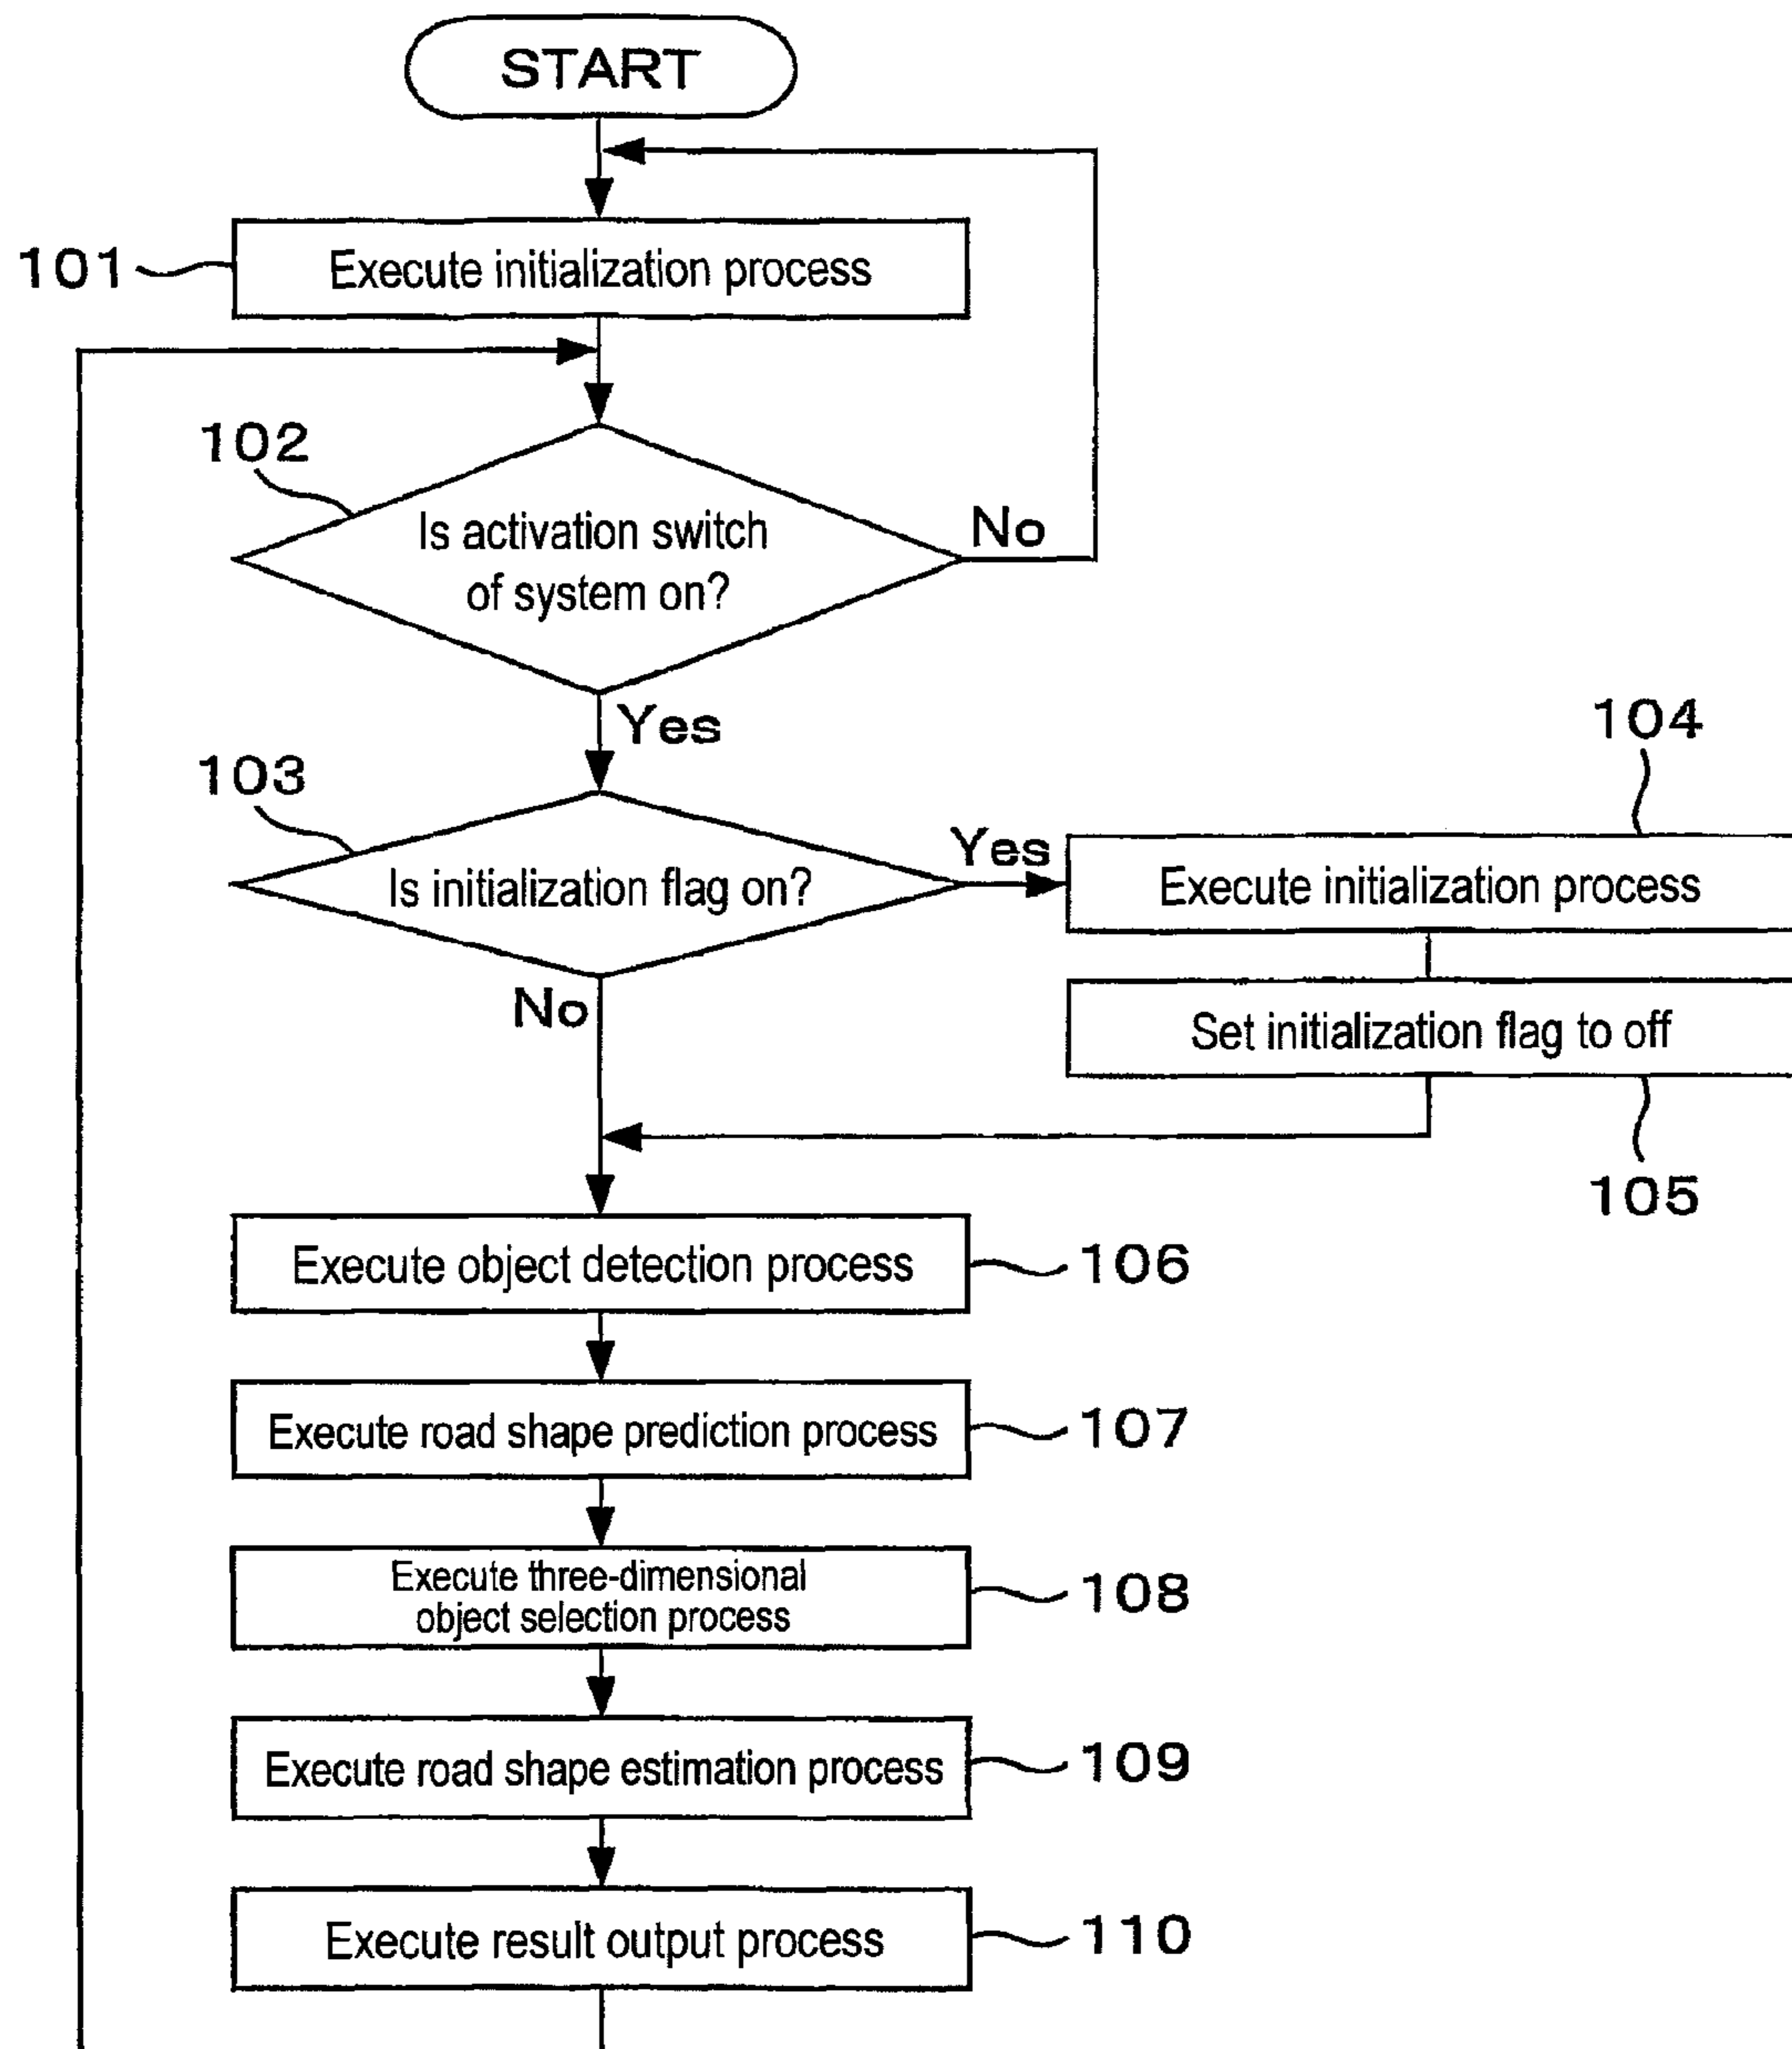 START
101
Execute initialization process
102
Is activation switch
of system on?
No
Yes
103
Is initialization flag on?
Yes
104
Execute initialization process
No
Set initialization flag to off
105
Execute object detection process
106
Execute road shape prediction process
107
Execute three-dimensional
object selection process
108
Execute road shape estimation process
109
Execute result output process
110